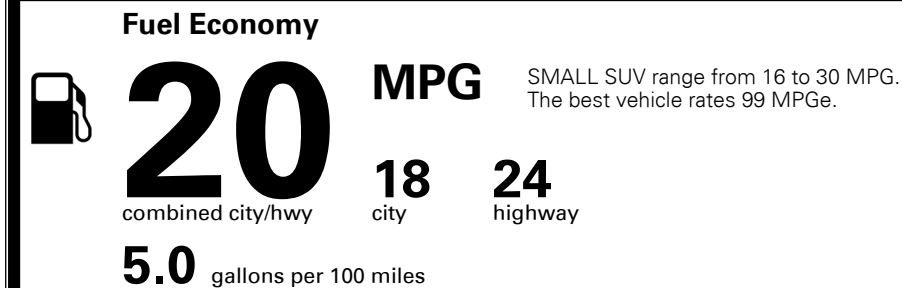 Fuel Economy
20 MPG
SMALL SUV range from 16 to 30 MPG.
The best vehicle rates 99 MPGe.
combined city/hwy
18 city
24 highway
5.0 gallons per 100 miles